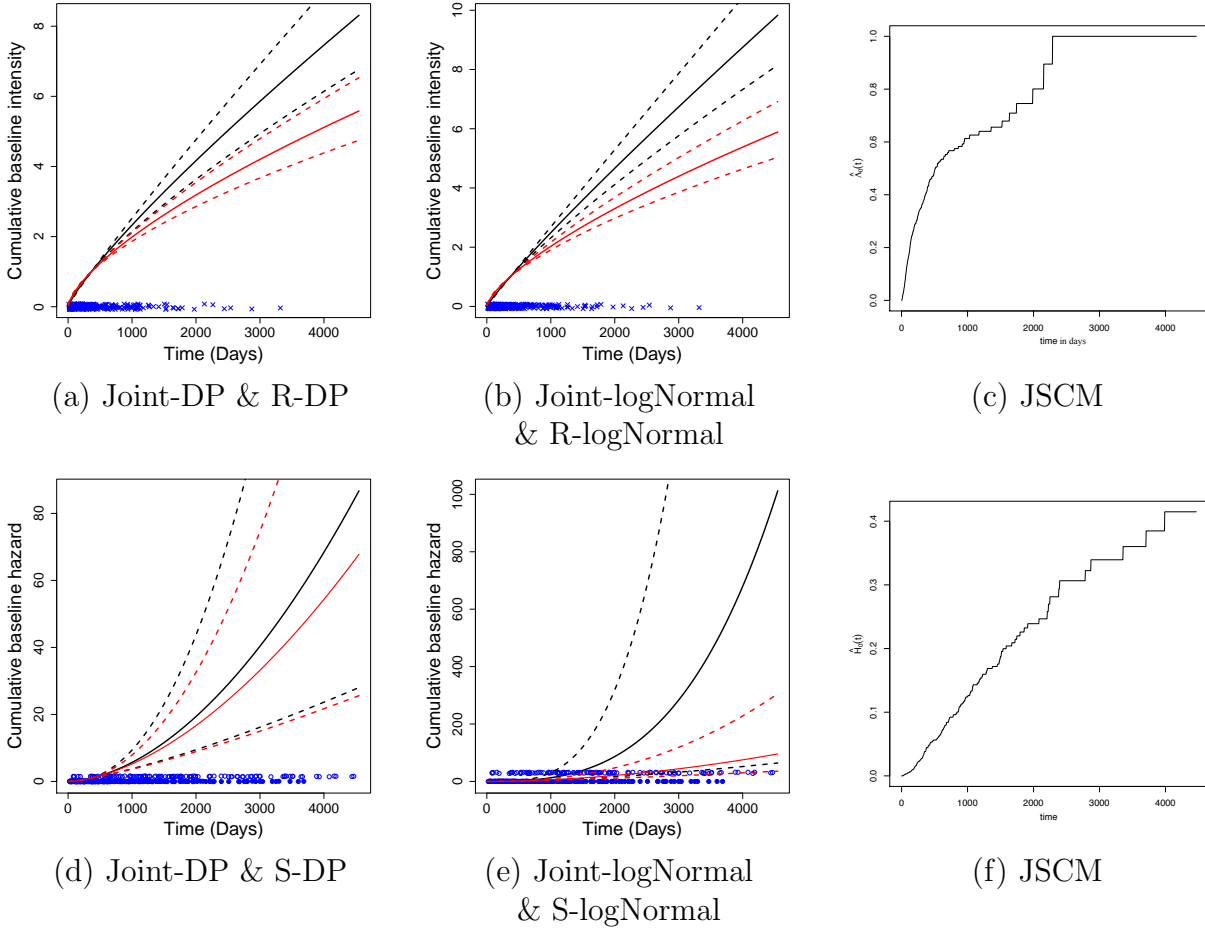 Cumulative baseline intensity
8
6
4
2
0
0 1000 2000 3000 4000
Time (Days)
(a) Joint-DP & R-DP
Cumulative baseline intensity
10
8
6
4
2
0
0 1000 2000 3000 4000
Time (Days)
(b) Joint-logNormal
& R-logNormal
Λ̂₀(t)
1.0
0.8
0.6
0.4
0.2
0.0
0 1000 2000 3000 4000
time in days
(c) JSCM
Cumulative baseline hazard
80
60
40
20
0
0 1000 2000 3000 4000
Time (Days)
(d) Joint-DP & S-DP
Cumulative baseline hazard
1000
800
600
400
200
0
0 1000 2000 3000 4000
Time (Days)
(e) Joint-logNormal
& S-logNormal
Ĥ₀(t)
0.4
0.3
0.2
0.1
0.0
0 1000 2000 3000 4000
time
(f) JSCM